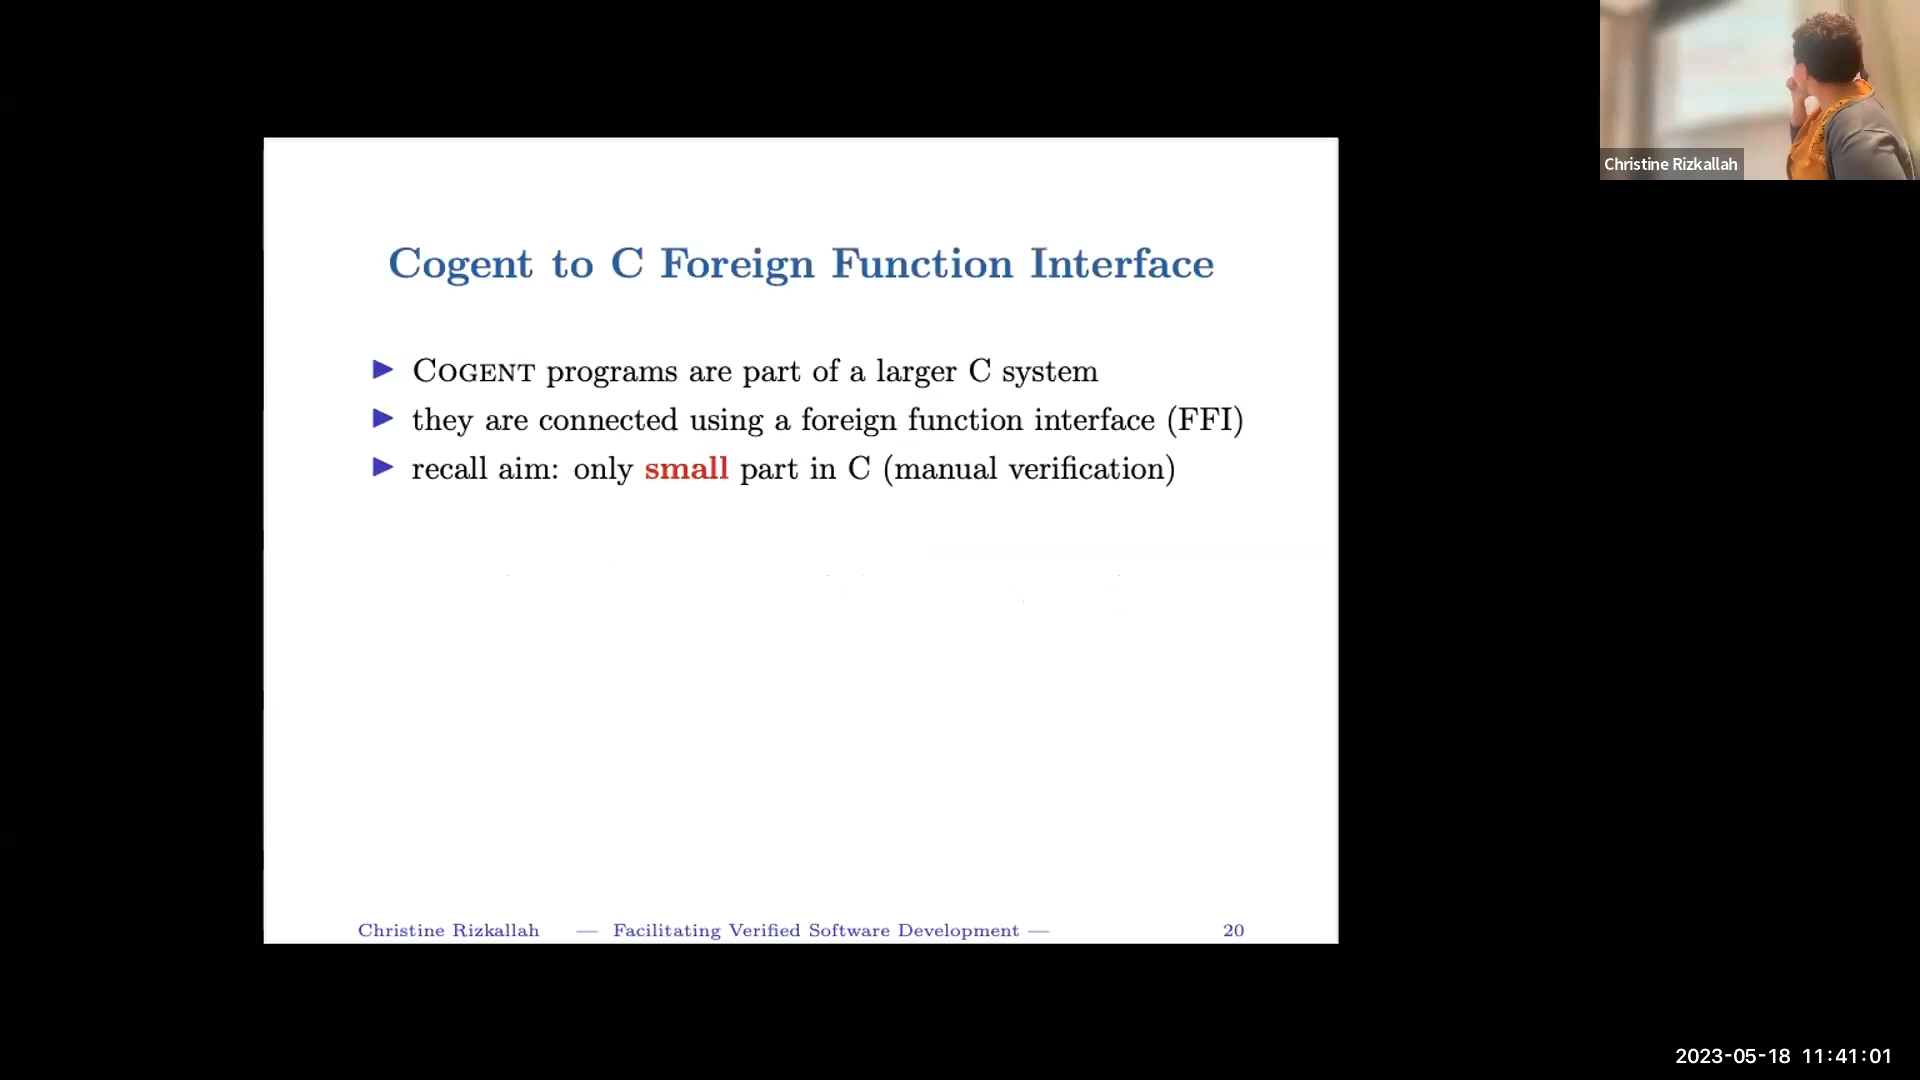 Christine Rizkallah
Cogent to C Foreign Function Interface
▶ COGENT programs are part of a larger C system
▶ they are connected using a foreign function interface (FFI)
▶ recall aim: only small part in C (manual verification)
Christine Rizkallah — Facilitating Verified Software Development — 20
2023-05-18 11:41:01